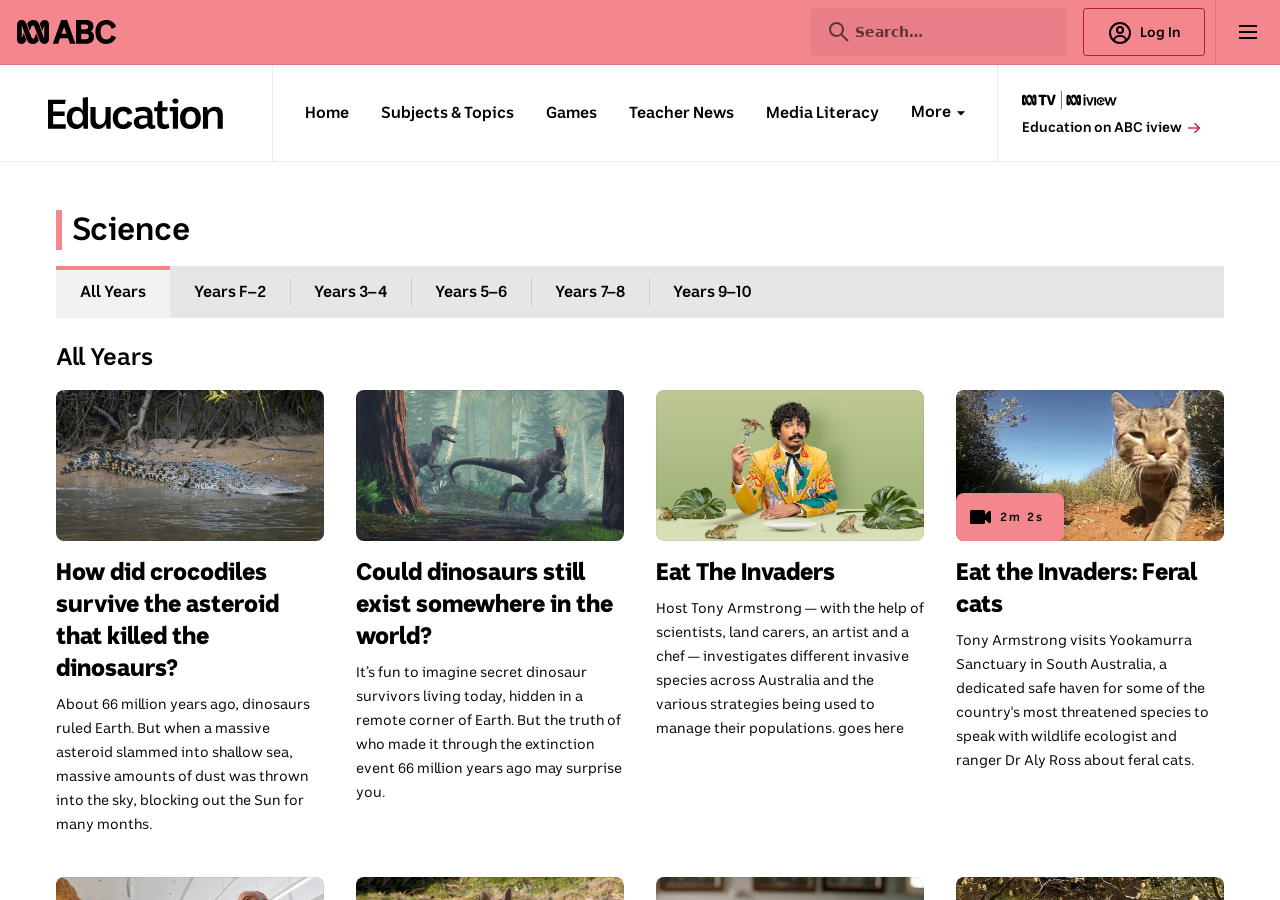 ABC
Search...
Log In
Education
Home
Subjects & Topics
Games
Teacher News
Media Literacy
More
TV
iview
Education on ABC iview
Science
All Years
Years F–2
Years 3–4
Years 5–6
Years 7–8
Years 9–10
All Years
How did crocodiles
survive the asteroid
that killed the
dinosaurs?
About 66 million years ago, dinosaurs
ruled Earth. But when a massive
asteroid slammed into shallow sea,
massive amounts of dust was thrown
into the sky, blocking out the Sun for
many months.
Could dinosaurs still
exist somewhere in the
world?
It’s fun to imagine secret dinosaur
survivors living today, hidden in a
remote corner of Earth. But the truth of
who made it through the extinction
event 66 million years ago may surprise
you.
Eat The Invaders
Host Tony Armstrong — with the help of
scientists, land carers, an artist and a
chef — investigates different invasive
species across Australia and the
various strategies being used to
manage their populations. goes here
2m 2s
Eat the Invaders: Feral
cats
Tony Armstrong visits Yookamurra
Sanctuary in South Australia, a
dedicated safe haven for some of the
country's most threatened species to
speak with wildlife ecologist and
ranger Dr Aly Ross about feral cats.